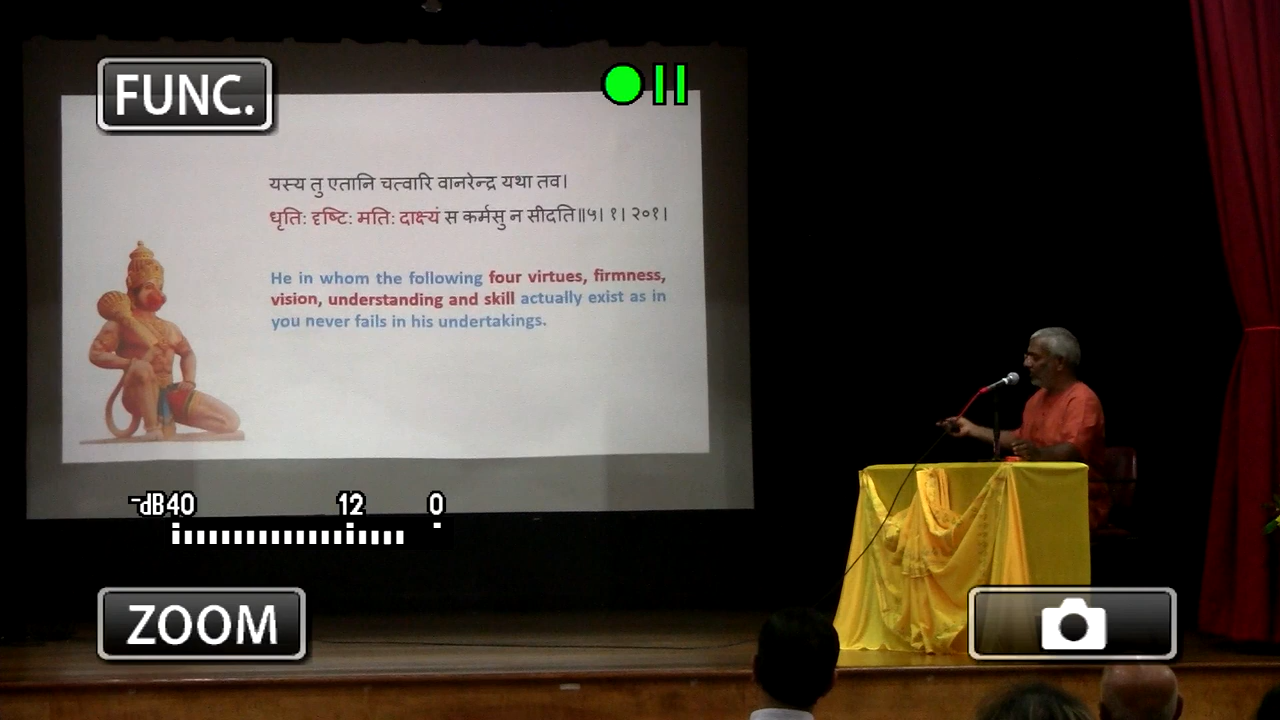 FUNC.
यस्य तु एतानि चत्वारि वानरेन्द्र यथा तव।
धृतिः दृष्टिः मतिः दाक्ष्यं स कर्मसु न सीदति॥५। १। २०१।
He in whom the following four virtues, firmness,
vision, understanding and skill actually exist as in
you never fails in his undertakings.
-dB40 12 0
ZOOM